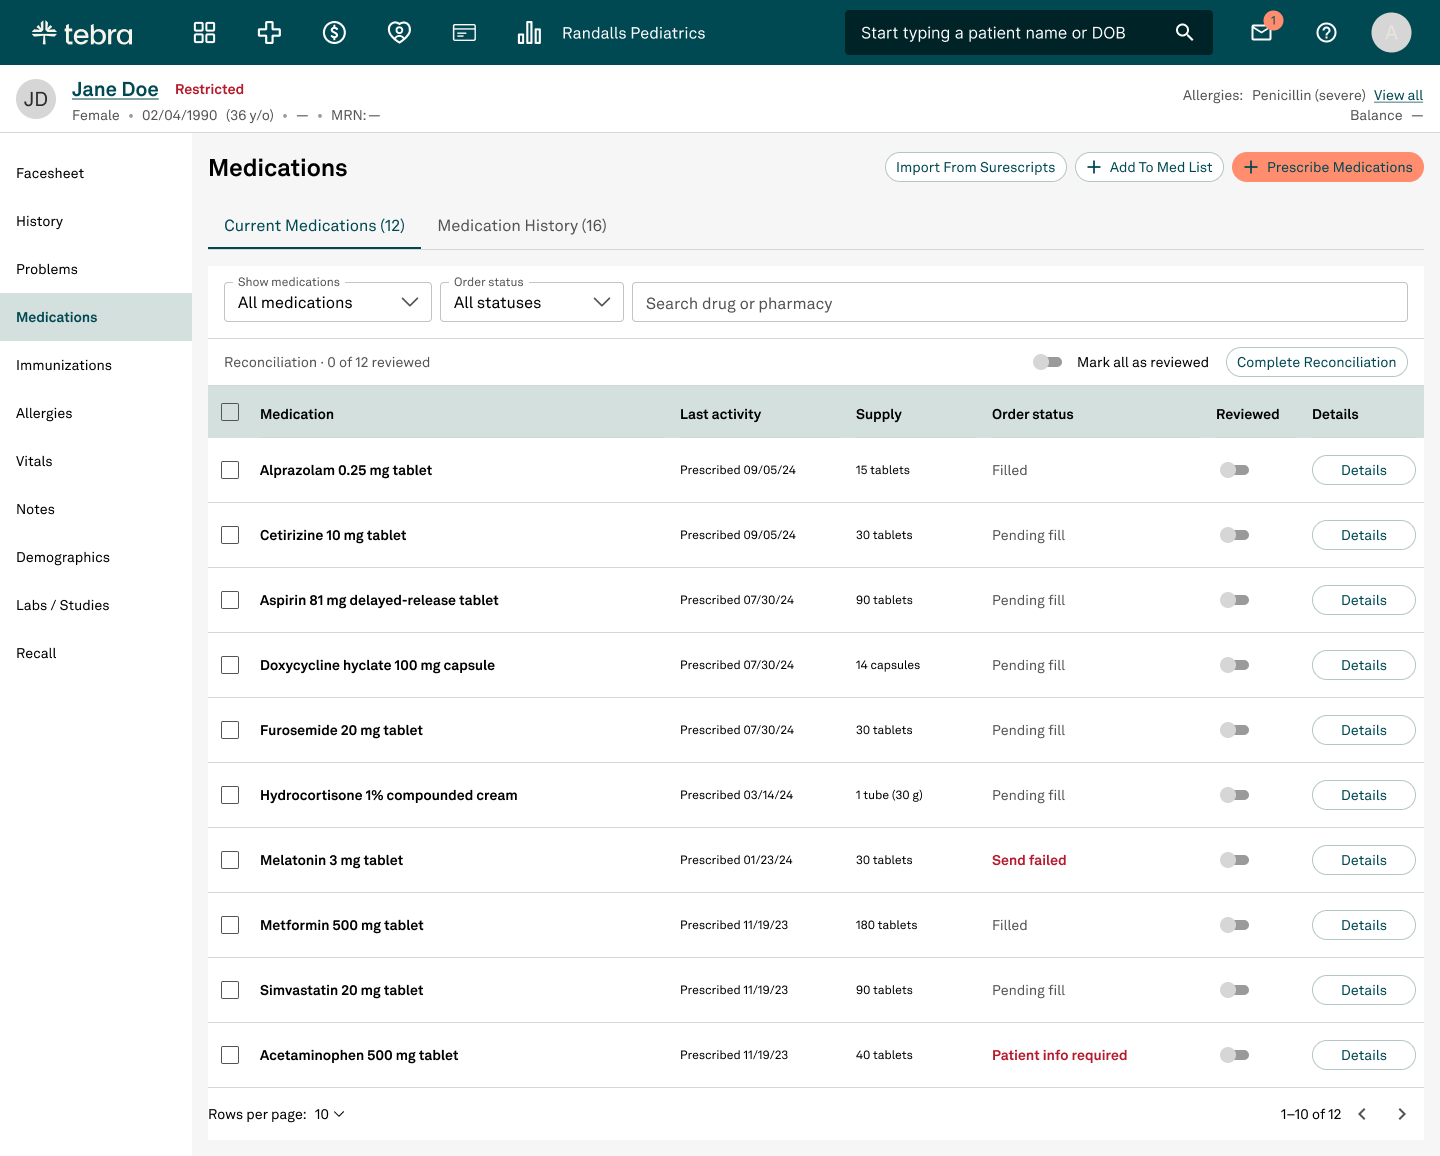 tebra
Randalls Pediatrics
Start typing a patient name or DOB
1
A
JD
Jane Doe Restricted
Female • 02/04/1990 (36 y/o) • — • MRN: —
Allergies: Penicillin (severe) View all
Balance —
Facesheet
History
Problems
Medications
Immunizations
Allergies
Vitals
Notes
Demographics
Labs / Studies
Recall
Medications
Import From Surescripts
Add To Med List
Prescribe Medications
Current Medications (12) Medication History (16)
Show medications
All medications
Order status
All statuses
Search drug or pharmacy
Reconciliation · 0 of 12 reviewed
Mark all as reviewed
Complete Reconciliation
Medication Last activity Supply Order status Reviewed Details
Alprazolam 0.25 mg tablet Prescribed 09/05/24 15 tablets Filled Details
Cetirizine 10 mg tablet Prescribed 09/05/24 30 tablets Pending fill Details
Aspirin 81 mg delayed-release tablet Prescribed 07/30/24 90 tablets Pending fill Details
Doxycycline hyclate 100 mg capsule Prescribed 07/30/24 14 capsules Pending fill Details
Furosemide 20 mg tablet Prescribed 07/30/24 30 tablets Pending fill Details
Hydrocortisone 1% compounded cream Prescribed 03/14/24 1 tube (30 g) Pending fill Details
Melatonin 3 mg tablet Prescribed 01/23/24 30 tablets Send failed Details
Metformin 500 mg tablet Prescribed 11/19/23 180 tablets Filled Details
Simvastatin 20 mg tablet Prescribed 11/19/23 90 tablets Pending fill Details
Acetaminophen 500 mg tablet Prescribed 11/19/23 40 tablets Patient info required Details
Rows per page: 10
1–10 of 12